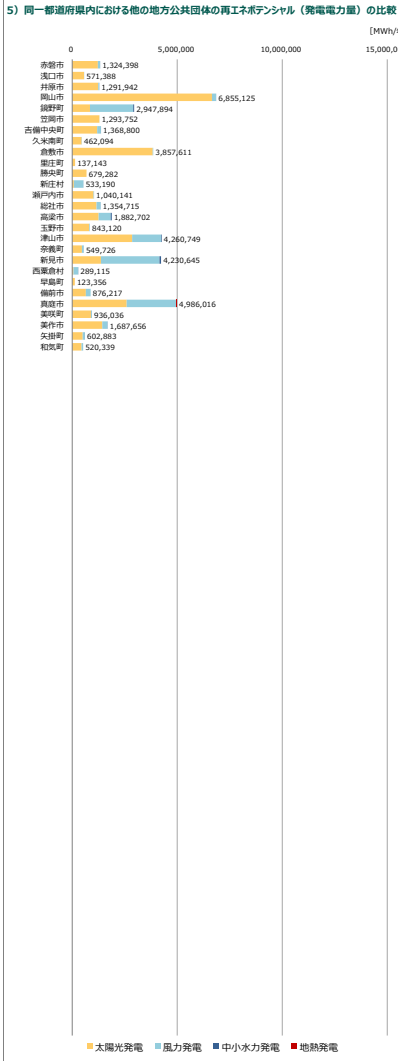 5）同一都道府県内における他の地方公共団体の再エネポテンシャル（発電電力量）の比較
[MWh/
0 5,000,000 10,000,000 15,000,0
赤磐市 1,324,398
浅口市 571,388
井原市 1,291,942
岡山市 6,855,125
鏡野町 2,947,894
笠岡市 1,293,752
吉備中央町 1,368,800
久米南町 462,094
倉敷市 3,857,611
里庄町 137,143
勝央町 679,282
新庄村 533,190
瀬戸内市 1,040,141
総社市 1,354,715
高梁市 1,882,702
玉野市 843,120
津山市 4,260,749
奈義町 549,726
新見市 4,230,645
西粟倉村 289,115
早島町 123,356
備前市 876,217
真庭市 4,986,016
美咲町 936,036
美作市 1,687,656
矢掛町 602,883
和気町 520,339
太陽光発電 風力発電 中小水力発電 地熱発電